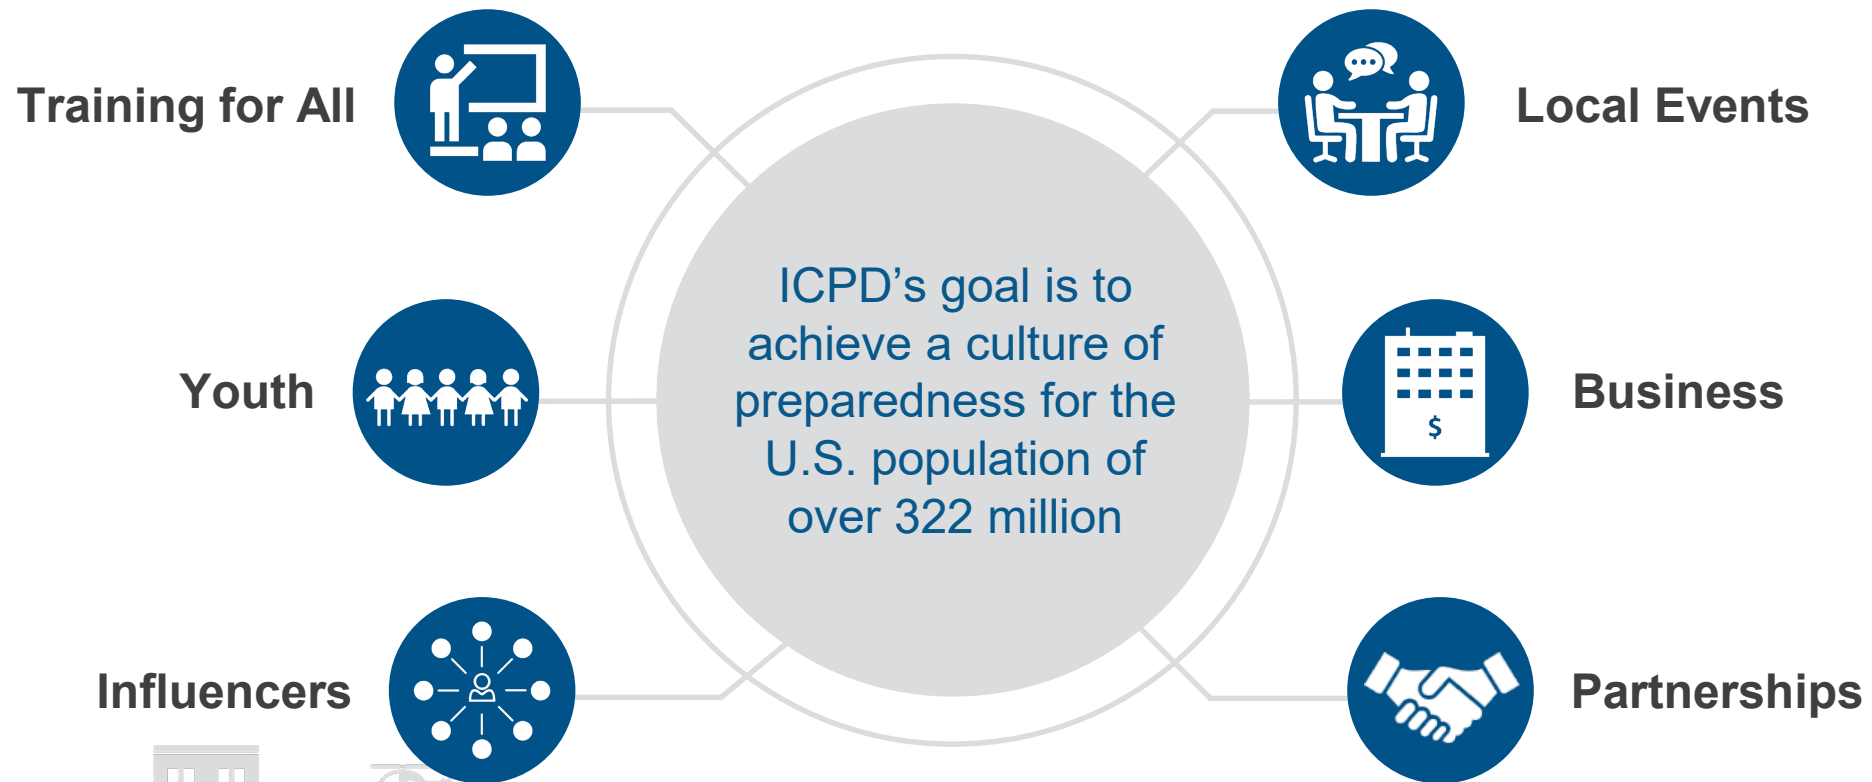 Training for All
Local Events
ICPD’s goal is to
achieve a culture of
preparedness for the
U.S. population of
over 322 million
Youth
Business
$
Influencers
Partnerships